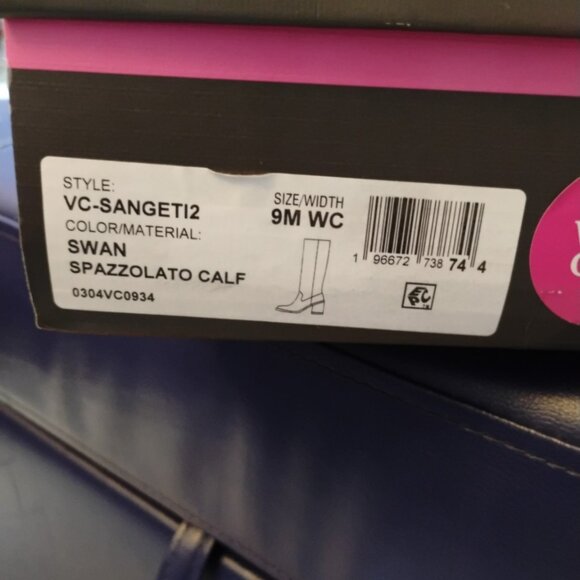 STYLE:
VC-SANGETI2
COLOR/MATERIAL:
SWAN
SPAZZOLATO CALF
0304VC0934
SIZE/WIDTH
9M WC
1 96672 738 74 4